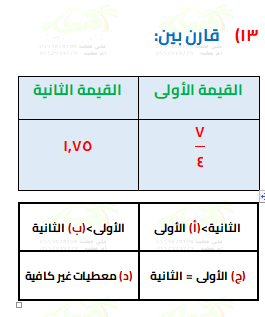 ١٣) قارن بين:
القيمة الأولى القيمة الثانية
٧
٤
١,٧٥
(أ) الأولى>الثانية (ب) الثانية>الأولى
(ج) الأولى = الثانية (د) معطيات غير كافية